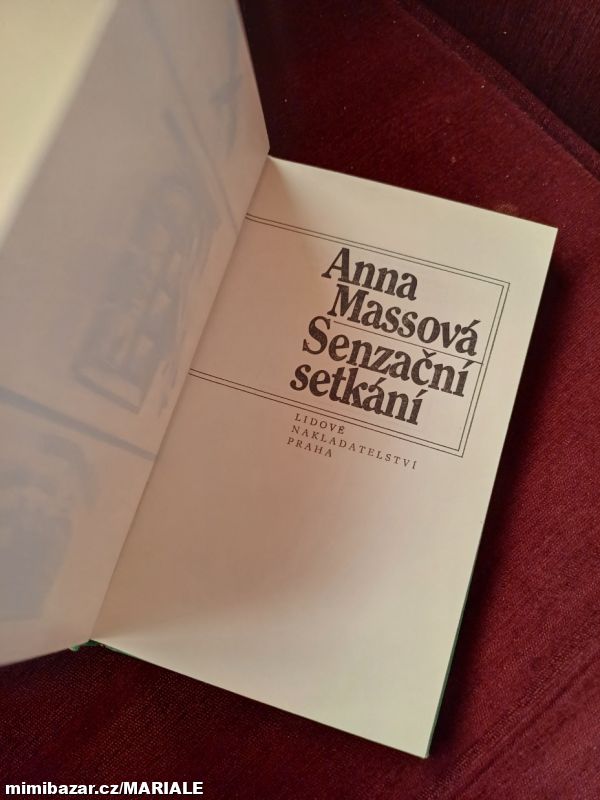 Anna
Massová
Senzační
setkání
LIDOVÉ
NAKLADATELSTVÍ
PRAHA
mimibazar.cz/MARIALE